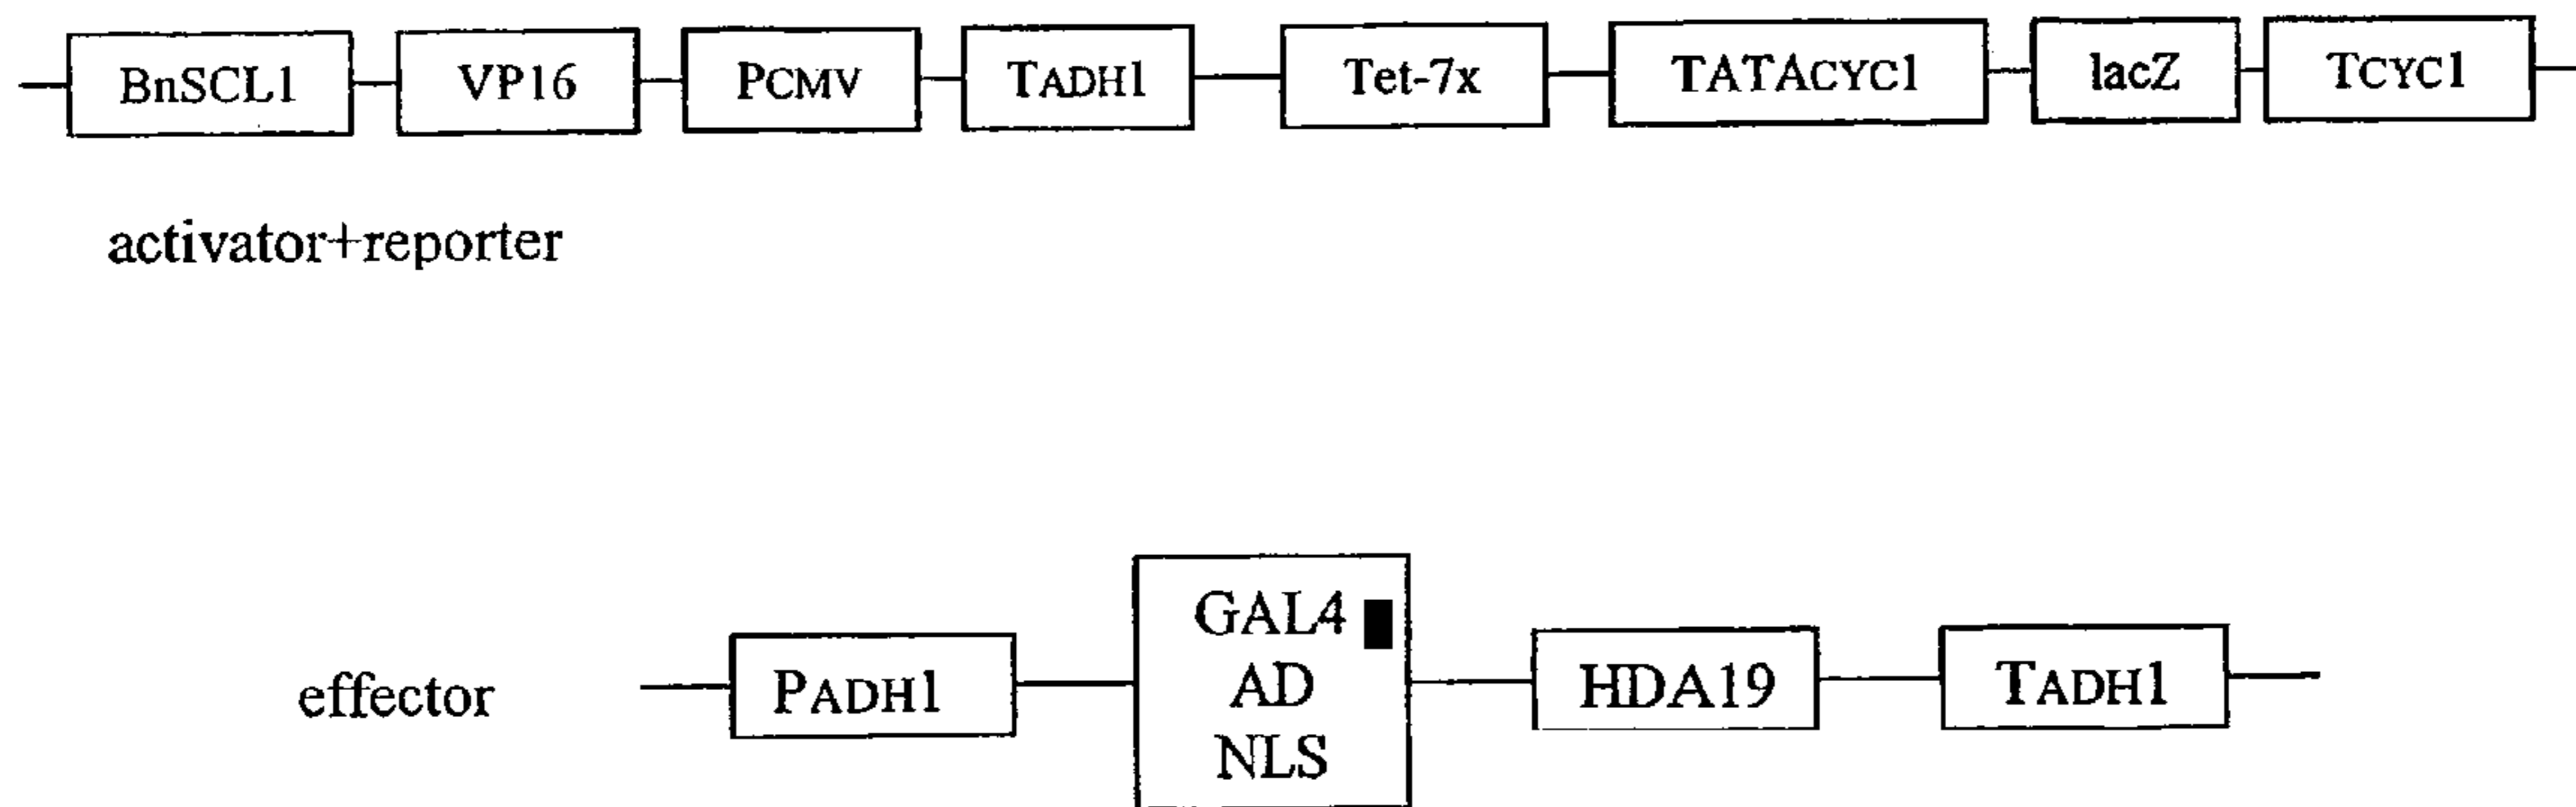 BnSCL1 VP16 PCMV TADH1 Tet-7x TATACYC1 lacZ TCYC1
activator+reporter
GAL4
effector PADH1 AD HDA19 TADH1
NLS